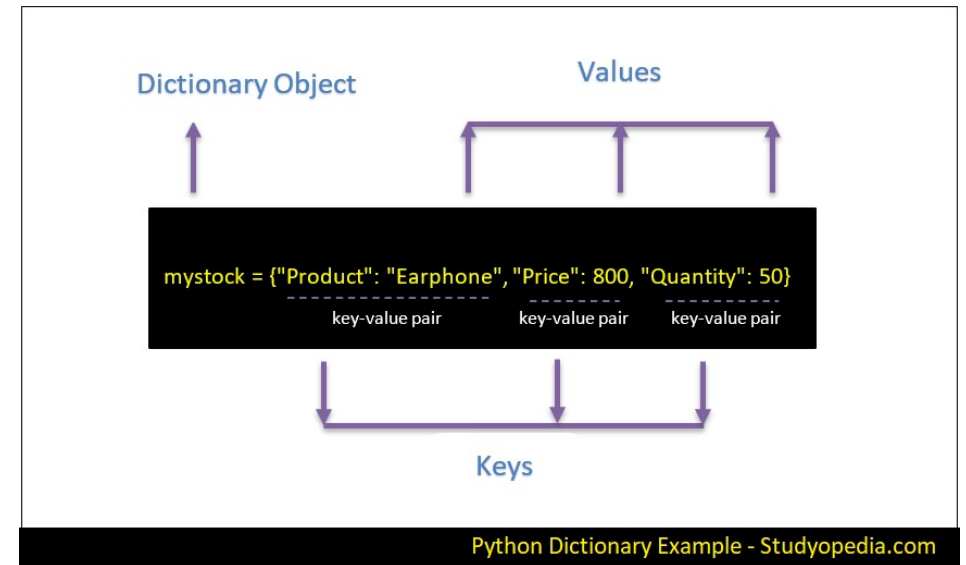 Dictionary Object
Values
mystock = {"Product": "Earphone", "Price": 800, "Quantity": 50}
key-value pair key-value pair key-value pair
Keys
Python Dictionary Example - Studyopedia.com